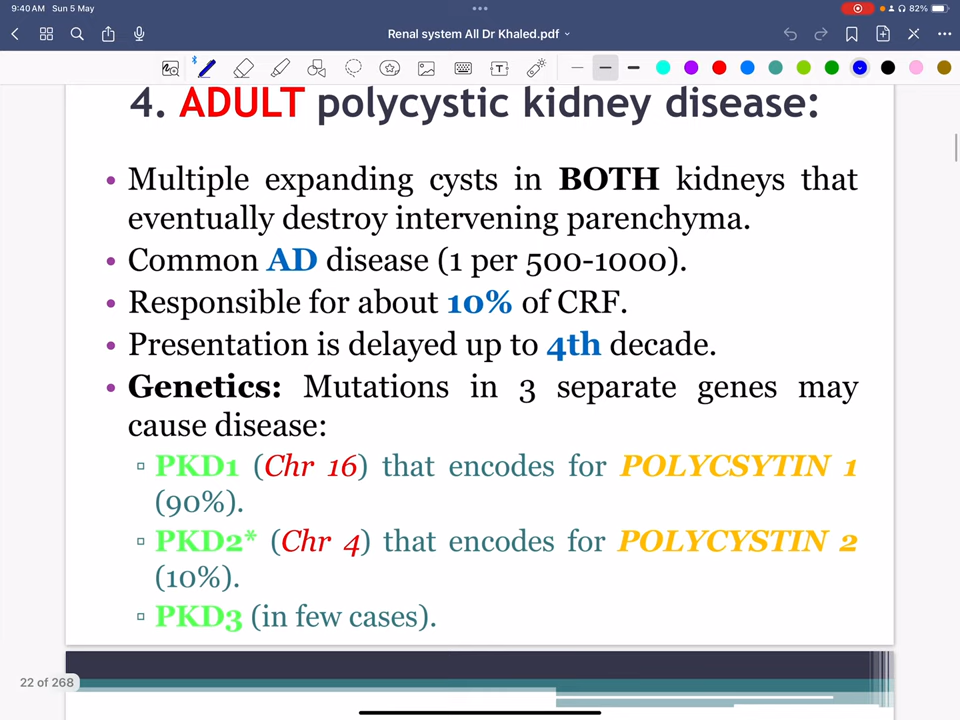 9:40 AM Sun 5 May
82%
Renal system All Dr Khaled.pdf
4. ADULT polycystic kidney disease:
• Multiple expanding cysts in BOTH kidneys that
eventually destroy intervening parenchyma.
• Common AD disease (1 per 500-1000).
• Responsible for about 10% of CRF.
• Presentation is delayed up to 4th decade.
• Genetics: Mutations in 3 separate genes may
cause disease:
▫ PKD1 (Chr 16) that encodes for POLYCSYTIN 1
(90%).
▫ PKD2* (Chr 4) that encodes for POLYCYSTIN 2
(10%).
▫ PKD3 (in few cases).
22 of 268